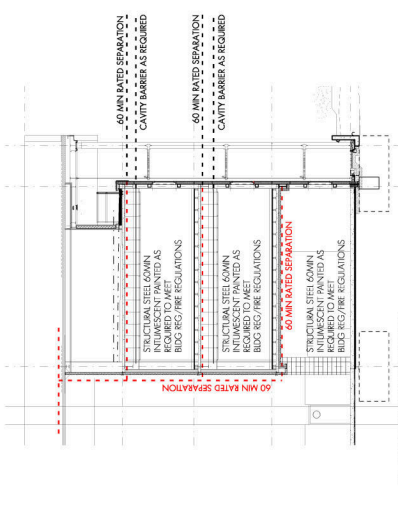 60 MIN RATED SEPARATION
CAVITY BARRIER AS REQUIRED
60 MIN RATED SEPARATION
CAVITY BARRIER AS REQUIRED
STRUCTURAL STEEL 60MIN
INTUMESCENT PAINTED AS
REQUIRED TO MEET
BLDG REG/FIRE REGULATIONS
STRUCTURAL STEEL 60MIN
INTUMESCENT PAINTED AS
REQUIRED TO MEET
BLDG REG/FIRE REGULATIONS
60 MIN RATED SEPARATION
STRUCTURAL STEEL 60MIN
INTUMESCENT PAINTED AS
REQUIRED TO MEET
BLDG REG/FIRE REGULATIONS
60 MIN RATED SEPARATION